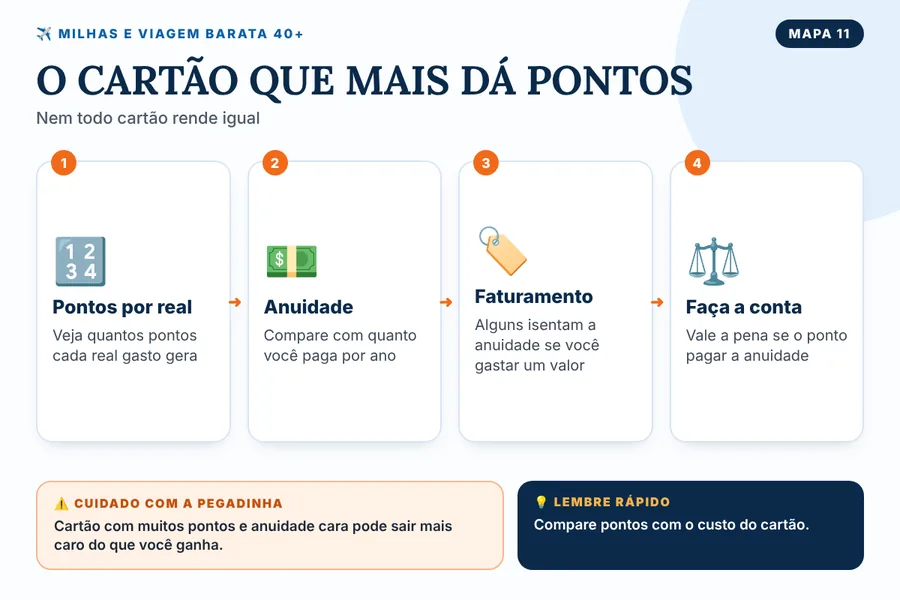 ✈️ MILHAS E VIAGEM BARATA 40+
MAPA 11
O CARTÃO QUE MAIS DÁ PONTOS
Nem todo cartão rende igual
1
1 2
3 4
Pontos por real
Veja quantos pontos
cada real gasto gera
→
2
$
Anuidade
Compare com quanto
você paga por ano
→
3
Faturamento
Alguns isentam a
anuidade se você
gastar um valor
→
4
Faça a conta
Vale a pena se o ponto
pagar a anuidade
⚠️ CUIDADO COM A PEGADINHA
Cartão com muitos pontos e anuidade cara pode sair mais
caro do que você ganha.
💡 LEMBRE RÁPIDO
Compare pontos com o custo do cartão.